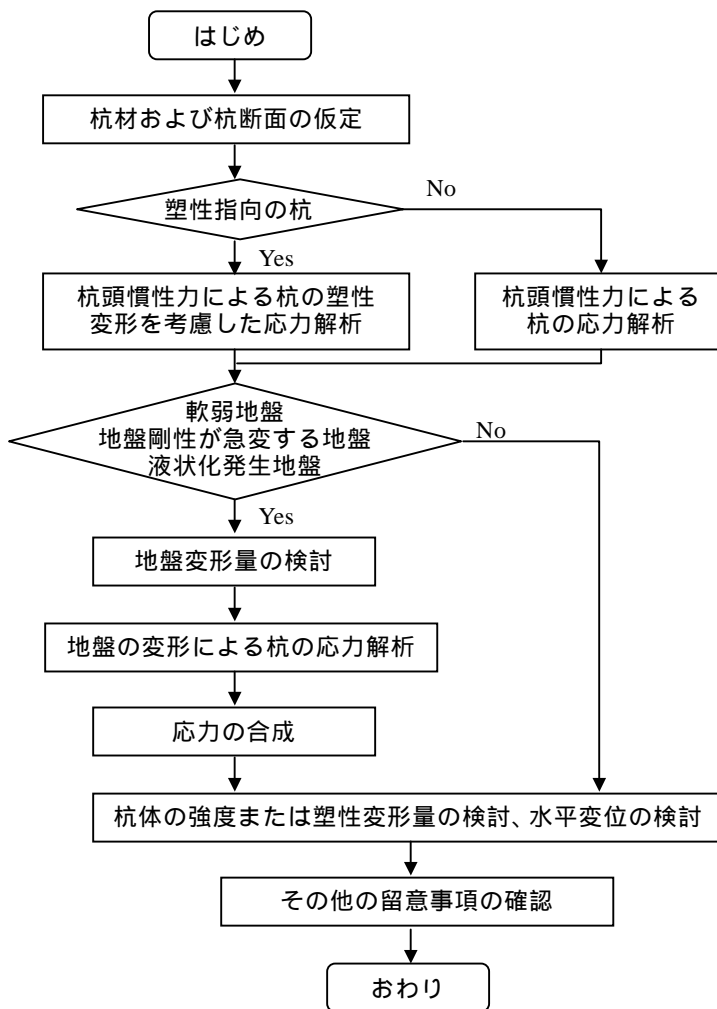 はじめ
杭材および杭断面の仮定
塑性指向の杭
No
Yes
杭頭慣性力による杭の塑性
変形を考慮した応力解析
杭頭慣性力による
杭の応力解析
軟弱地盤
地盤剛性が急変する地盤
液状化発生地盤
No
Yes
地盤変形量の検討
地盤の変形による杭の応力解析
応力の合成
杭体の強度または塑性変形量の検討、水平変位の検討
その他の留意事項の確認
おわり